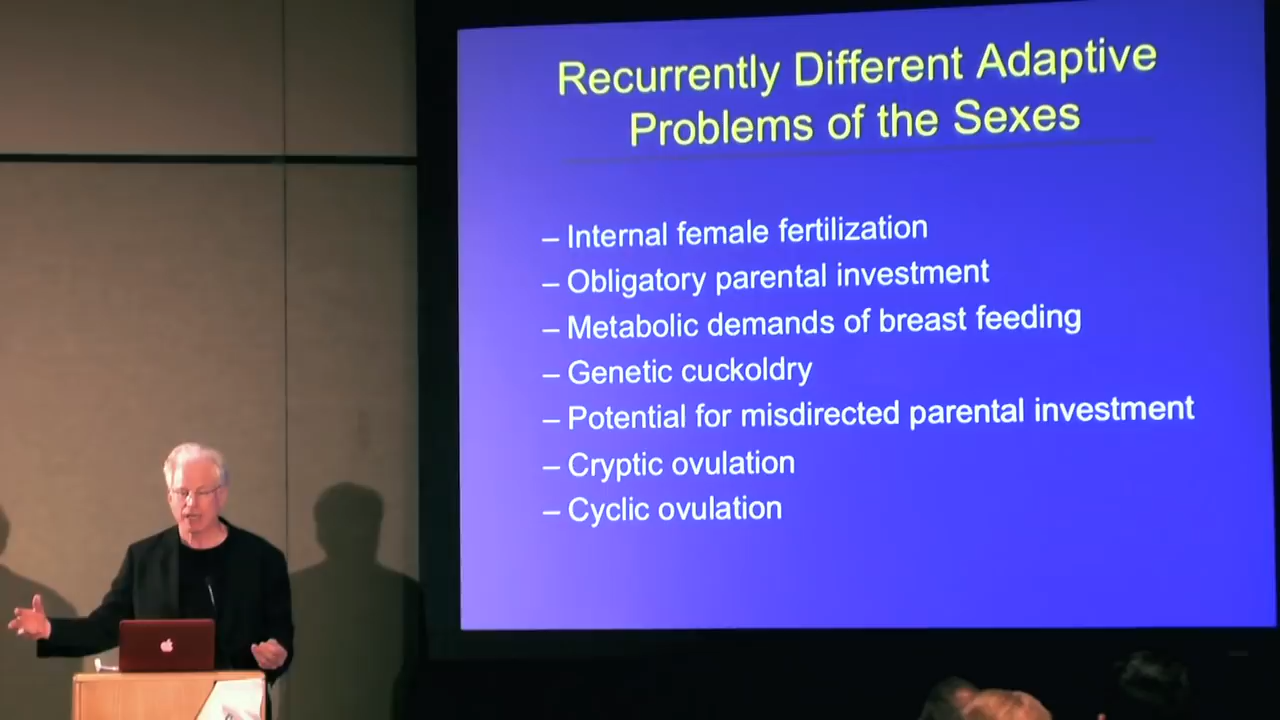 Recurrently Different Adaptive
Problems of the Sexes
– Internal female fertilization
– Obligatory parental investment
– Metabolic demands of breast feeding
– Genetic cuckoldry
– Potential for misdirected parental investment
– Cryptic ovulation
– Cyclic ovulation